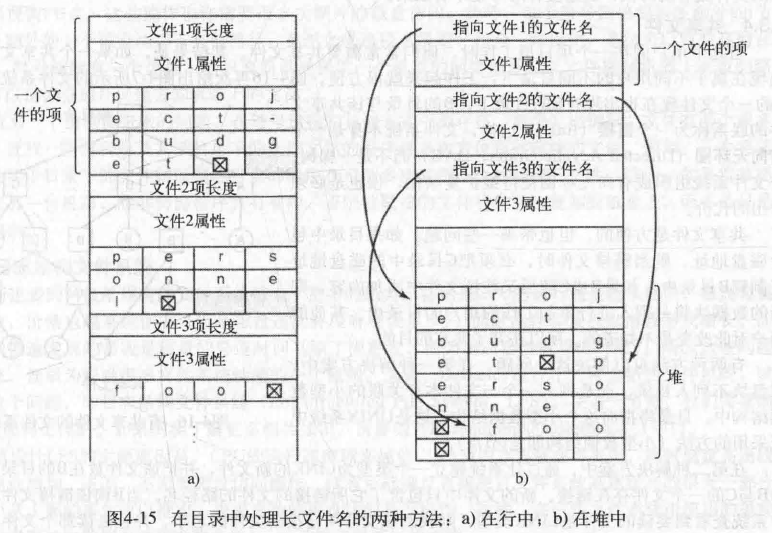 文件1项长度
文件1属性
一个文
件的项
p r o j
e c t -
b u d g
e t ☒
文件2项长度
文件2属性
p e r s
o n n e
l ☒
文件3项长度
文件3属性
f o o ☒
⋮
a)
指向文件1的文件名
文件1属性
一个文件的项
指向文件2的文件名
文件2属性
指向文件3的文件名
文件3属性
p r o j
e c t -
b u d g
e t ☒ p
e r s o
n n e l
☒ f o o
☒
堆
b)
图4-15 在目录中处理长文件名的两种方法：a) 在行中；b) 在堆中